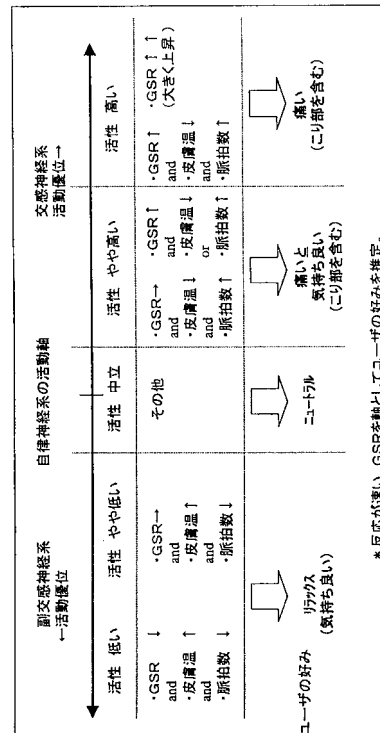 自律神経系の活動軸
副交感神経系
←活動優位
交感神経系
活動優位→
活性 低い
活性 やや低い
活性 中立
活性 やや高い
活性 高い
・GSR ↓
and
・皮膚温 ↑
and
・脈拍数 ↓
・GSR→
and
・皮膚温 ↑
and
・脈拍数 ↓
その他
・GSR→
and
・皮膚温 ↓
and
・脈拍数 ↑
・GSR ↑
and
・皮膚温 ↓
or
・脈拍数 ↑
・GSR ↑
and
・皮膚温 ↓
and
・脈拍数 ↑
・GSR ↑ ↑
(大きく上昇)
ユーザの好み
リラックス
(気持ち良い)
ニュートラル
痛いと
気持ち良い
(こり部を含む)
痛い
(こり部を含む)
*反応が速い、GSRを軸としてユーザの好みを推定。